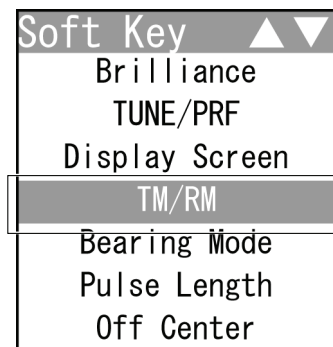 Soft Key ▲▼
Brilliance
TUNE/PRF
Display Screen
TM/RM
Bearing Mode
Pulse Length
Off Center